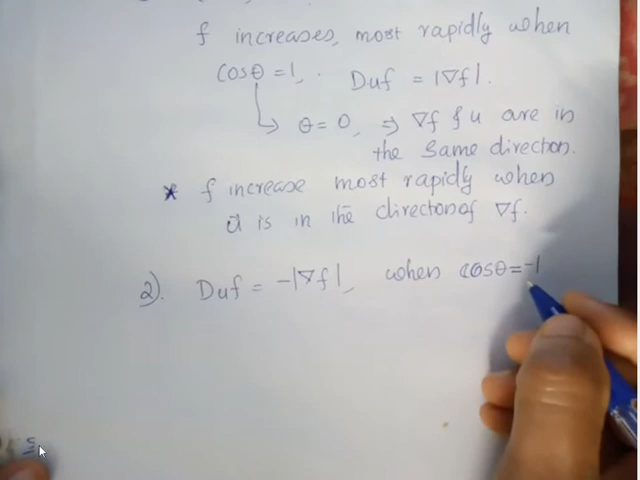 f increases, most rapidly when
cosθ = 1, . Duf = |∇f|.
θ = 0, ⇒ ∇f & u are in
the same direction.
* f increase most rapidly when
ū is in the direction of ∇f.
2). Duf = -|∇f|, when cosθ = -1